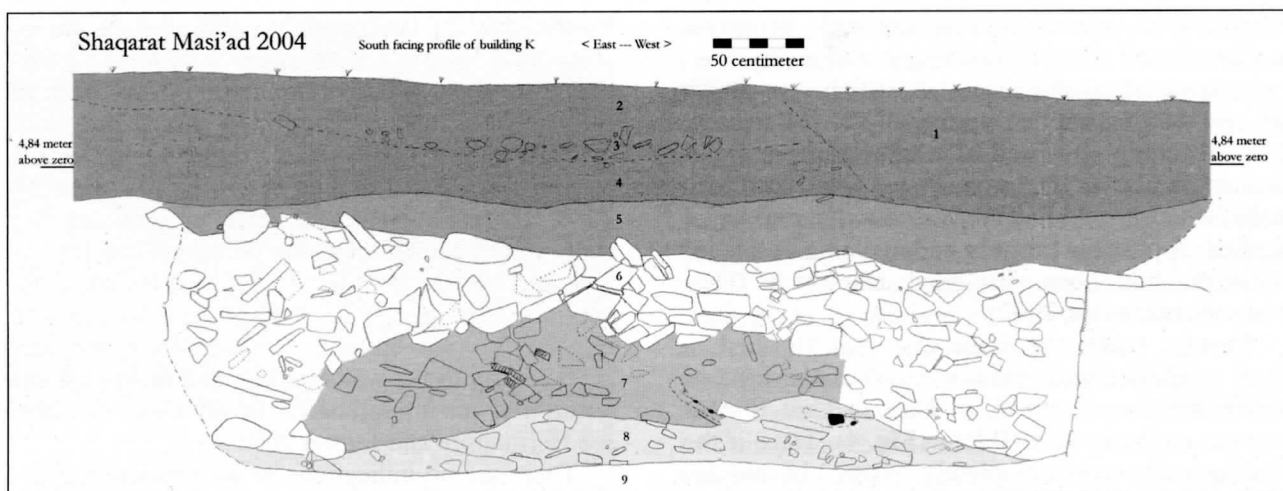 Shaqarat Masi'ad 2004
South facing profile of building K
< East --- West >
50 centimeter
2
1
3
4,84 meter
above zero
4,84 meter
above zero
4
5
6
7
8
9